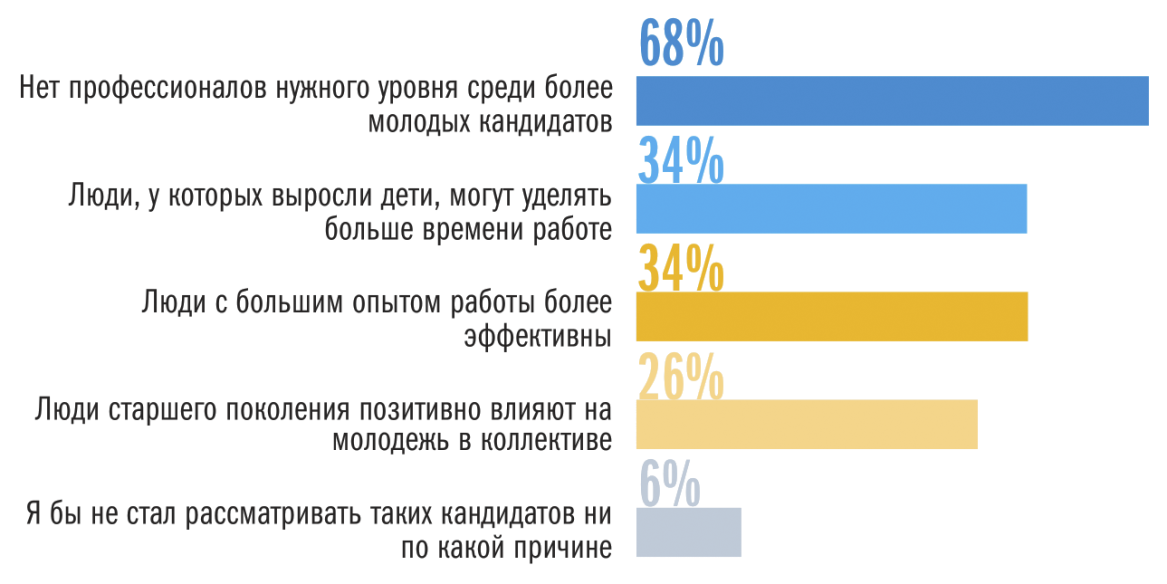 68%
Нет профессионалов нужного уровня среди более
молодых кандидатов
34%
Люди, у которых выросли дети, могут уделять
больше времени работе
34%
Люди с большим опытом работы более
эффективны
26%
Люди старшего поколения позитивно влияют на
молодежь в коллективе
6%
Я бы не стал рассматривать таких кандидатов ни
по какой причине